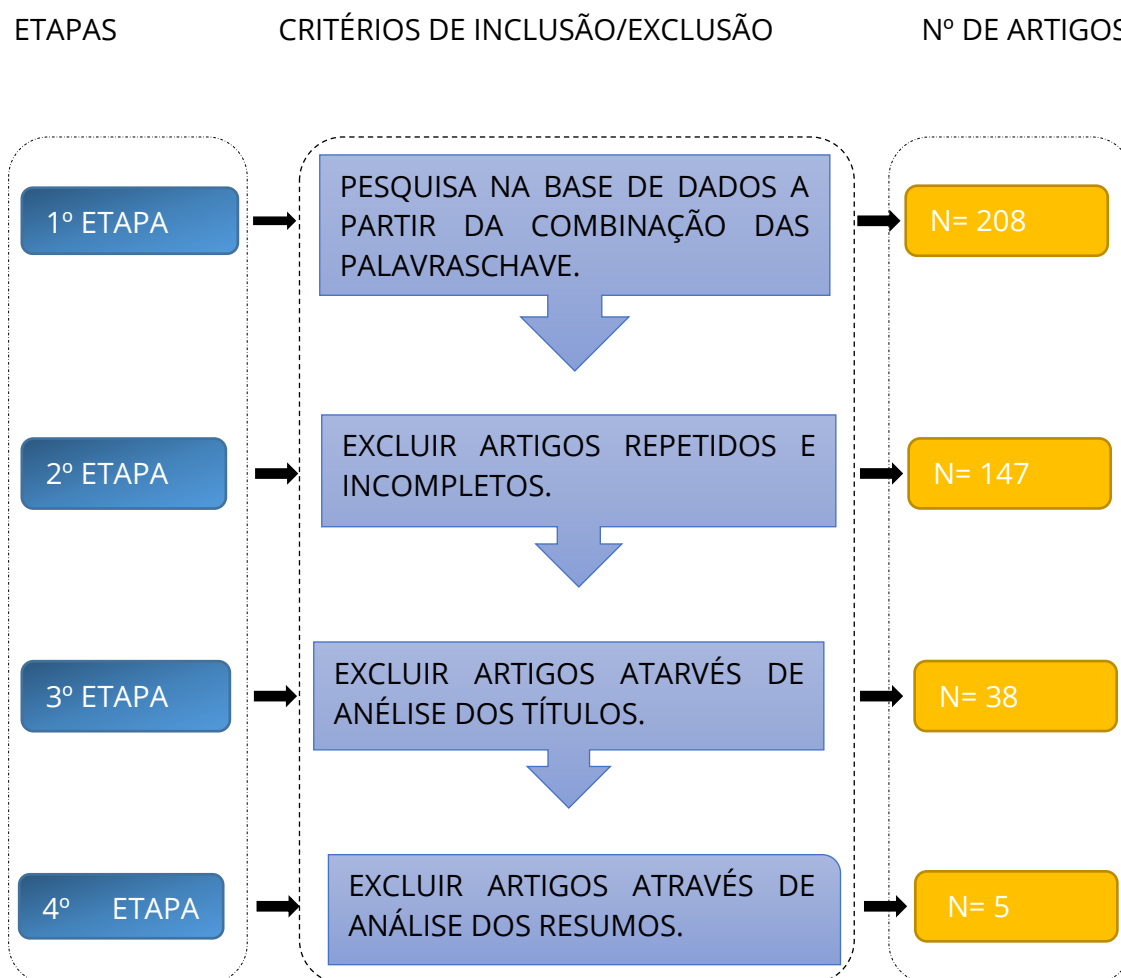 ETAPAS CRITÉRIOS DE INCLUSÃO/EXCLUSÃO Nº DE ARTIGOS
1º ETAPA
PESQUISA NA BASE DE DADOS A
PARTIR DA COMBINAÇÃO DAS
PALAVRASCHAVE.
N= 208
2º ETAPA
EXCLUIR ARTIGOS REPETIDOS E
INCOMPLETOS.
N= 147
3º ETAPA
EXCLUIR ARTIGOS ATARVÉS DE
ANÉLISE DOS TÍTULOS.
N= 38
4º ETAPA
EXCLUIR ARTIGOS ATRAVÉS DE
ANÁLISE DOS RESUMOS.
N= 5